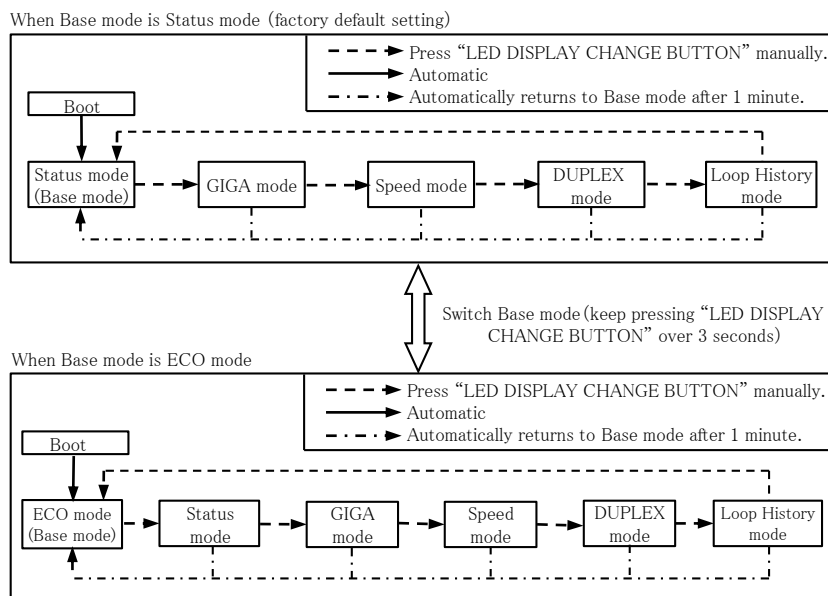 When Base mode is Status mode (factory default setting)
Press “LED DISPLAY CHANGE BUTTON” manually.
Automatic
Automatically returns to Base mode after 1 minute.
Boot
Status mode
(Base mode)
GIGA mode
Speed mode
DUPLEX
mode
Loop History
mode
Switch Base mode(keep pressing “LED DISPLAY
CHANGE BUTTON” over 3 seconds)
When Base mode is ECO mode
Press “LED DISPLAY CHANGE BUTTON” manually.
Automatic
Automatically returns to Base mode after 1 minute.
Boot
ECO mode
(Base mode)
Status
mode
GIGA
mode
Speed
mode
DUPLEX
mode
Loop History
mode